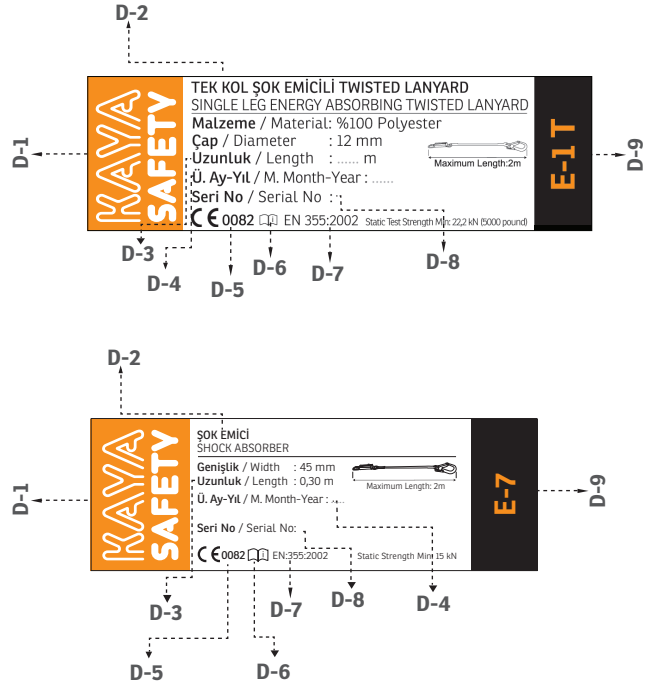 D-2
KAYA
SAFETY
TEK KOL ŞOK EMİCİLİ TWISTED LANYARD
SINGLE LEG ENERGY ABSORBING TWISTED LANYARD
Malzeme / Material: %100 Polyester
Çap / Diameter : 12 mm
Uzunluk / Length : ...... m
Maximum Length:2m
Ü. Ay-Yıl / M. Month-Year : ......
Seri No / Serial No :
CE 0082 EN 355:2002 Static Test Strength Min: 22,2 kN (5000 pound)
E-1 T
D-1
D-9
D-3
D-4
D-5
D-6
D-7
D-8
D-2
KAYA
SAFETY
ŞOK EMİCİ
SHOCK ABSORBER
Genişlik / Width : 45 mm
Uzunluk / Length : 0,30 m
Maximum Length: 2m
Ü. Ay-Yıl / M. Month-Year : ....
Seri No / Serial No:
CE 0082 EN:355:2002 Static Strength Min: 15 kN
E-7
D-1
D-9
D-3
D-7
D-8
D-4
D-5
D-6